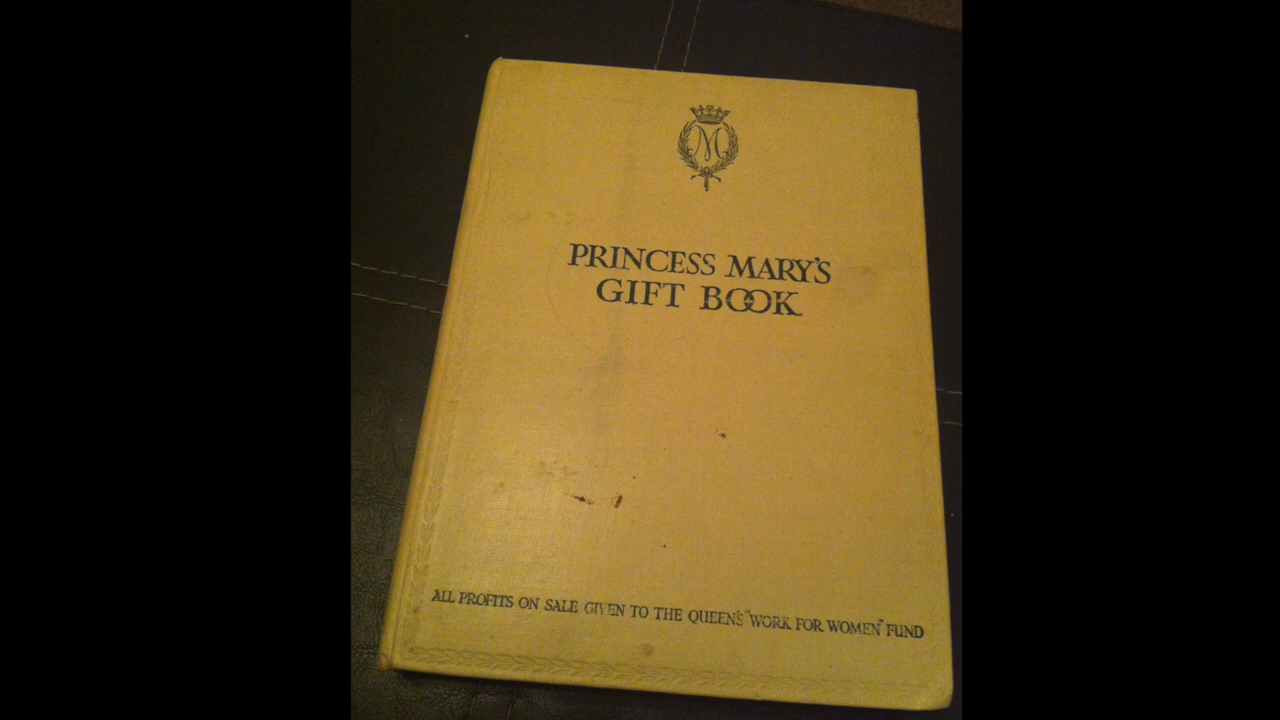 M
PRINCESS MARY'S
GIFT BOOK
ALL PROFITS ON SALE GIVEN TO THE QUEEN'S "WORK FOR WOMEN" FUND